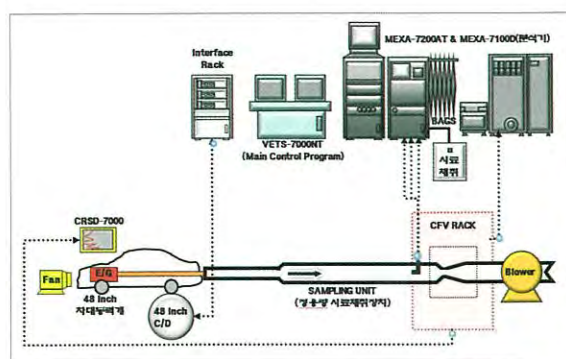 MEXA-7200AT & MEXA-7100D(분석기)
Interface
Rack
VETS-7000NT
(Main Control Program)
BAGS
시료
채취
CRSD-7000
CFV RACK
Fan
E/G
48 Inch
차대동력계
48 Inch
C/D
SAMPLING UNIT
(정용량 시료채취장치)
Blower